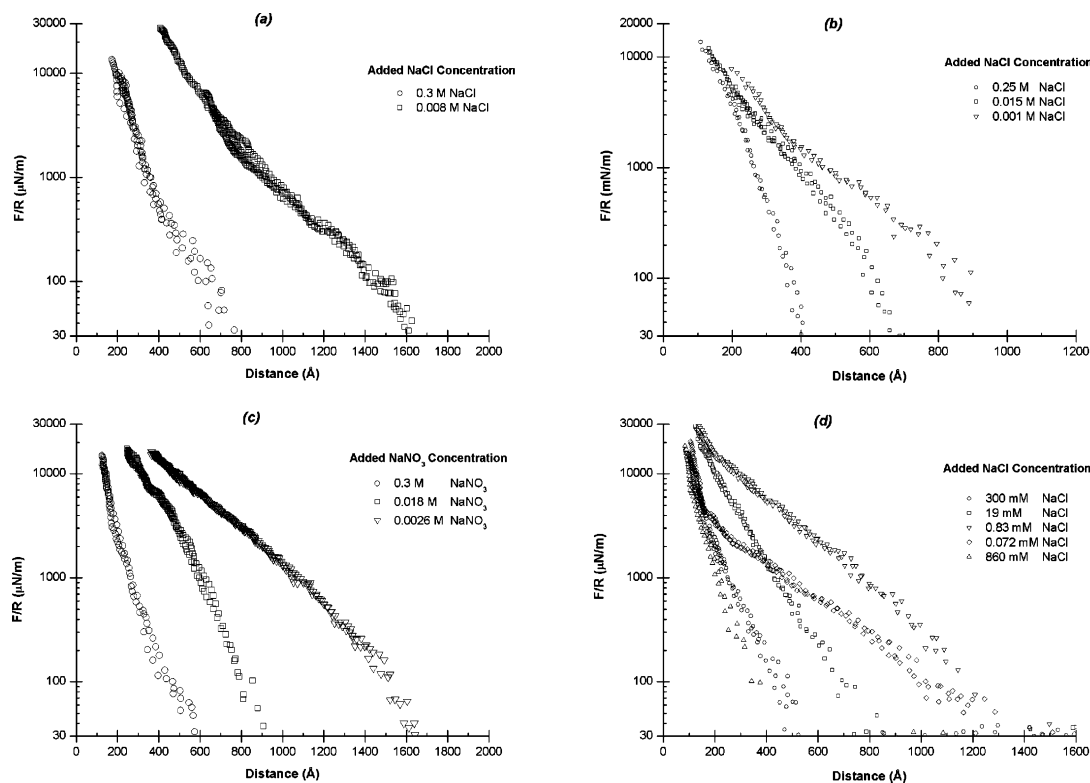 (a)
30000
10000
1000
100
30
F/R (µN/m)
0 200 400 600 800 1000 1200 1400 1600 1800 2000
Distance (Å)
Added NaCl Concentration
0.3 M NaCl
0.008 M NaCl
(b)
20000
10000
1000
100
30
F/R (mN/m)
0 200 400 600 800 1000 1200
Distance (Å)
Added NaCl Concentration
0.25 M NaCl
0.015 M NaCl
0.001 M NaCl
(c)
30000
10000
1000
100
30
F/R (µN/m)
0 200 400 600 800 1000 1200 1400 1600 1800 2000
Distance (Å)
Added NaNO₃ Concentration
0.3 M NaNO₃
0.018 M NaNO₃
0.0026 M NaNO₃
(d)
30000
10000
1000
100
30
F/R (µN/m)
0 200 400 600 800 1000 1200 1400 1600
Distance (Å)
Added NaCl Concentration
300 mM NaCl
19 mM NaCl
0.83 mM NaCl
0.072 mM NaCl
860 mM NaCl